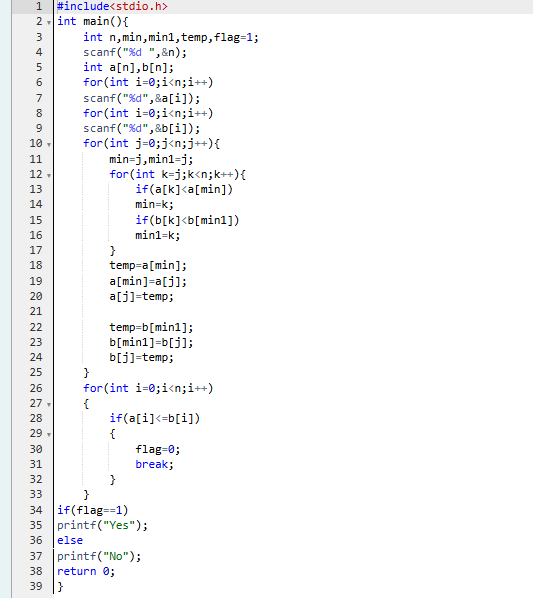 1 #include<stdio.h>
2 int main(){
3 int n,min,min1,temp,flag=1;
4 scanf("%d ",&n);
5 int a[n],b[n];
6 for(int i=0;i<n;i++)
7 scanf("%d",&a[i]);
8 for(int i=0;i<n;i++)
9 scanf("%d",&b[i]);
10 for(int j=0;j<n;j++){
11 min=j,min1=j;
12 for(int k=j;k<n;k++){
13 if(a[k]<a[min])
14 min=k;
15 if(b[k]<b[min1])
16 min1=k;
17 }
18 temp=a[min];
19 a[min]=a[j];
20 a[j]=temp;
21
22 temp=b[min1];
23 b[min1]=b[j];
24 b[j]=temp;
25 }
26 for(int i=0;i<n;i++)
27 {
28 if(a[i]<=b[i])
29 {
30 flag=0;
31 break;
32 }
33 }
34 if(flag==1)
35 printf("Yes");
36 else
37 printf("No");
38 return 0;
39 }